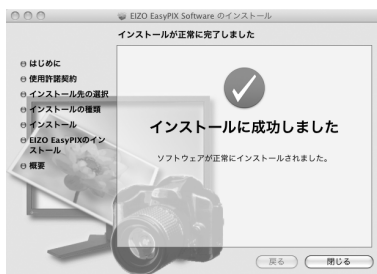 EIZO EasyPIX Software のインストール
インストールが正常に完了しました
はじめに
使用許諾契約
インストール先の選択
インストールの種類
インストール
EIZO EasyPIXのイン
ストール
概要
インストールに成功しました
ソフトウェアが正常にインストールされました。
戻る
閉じる